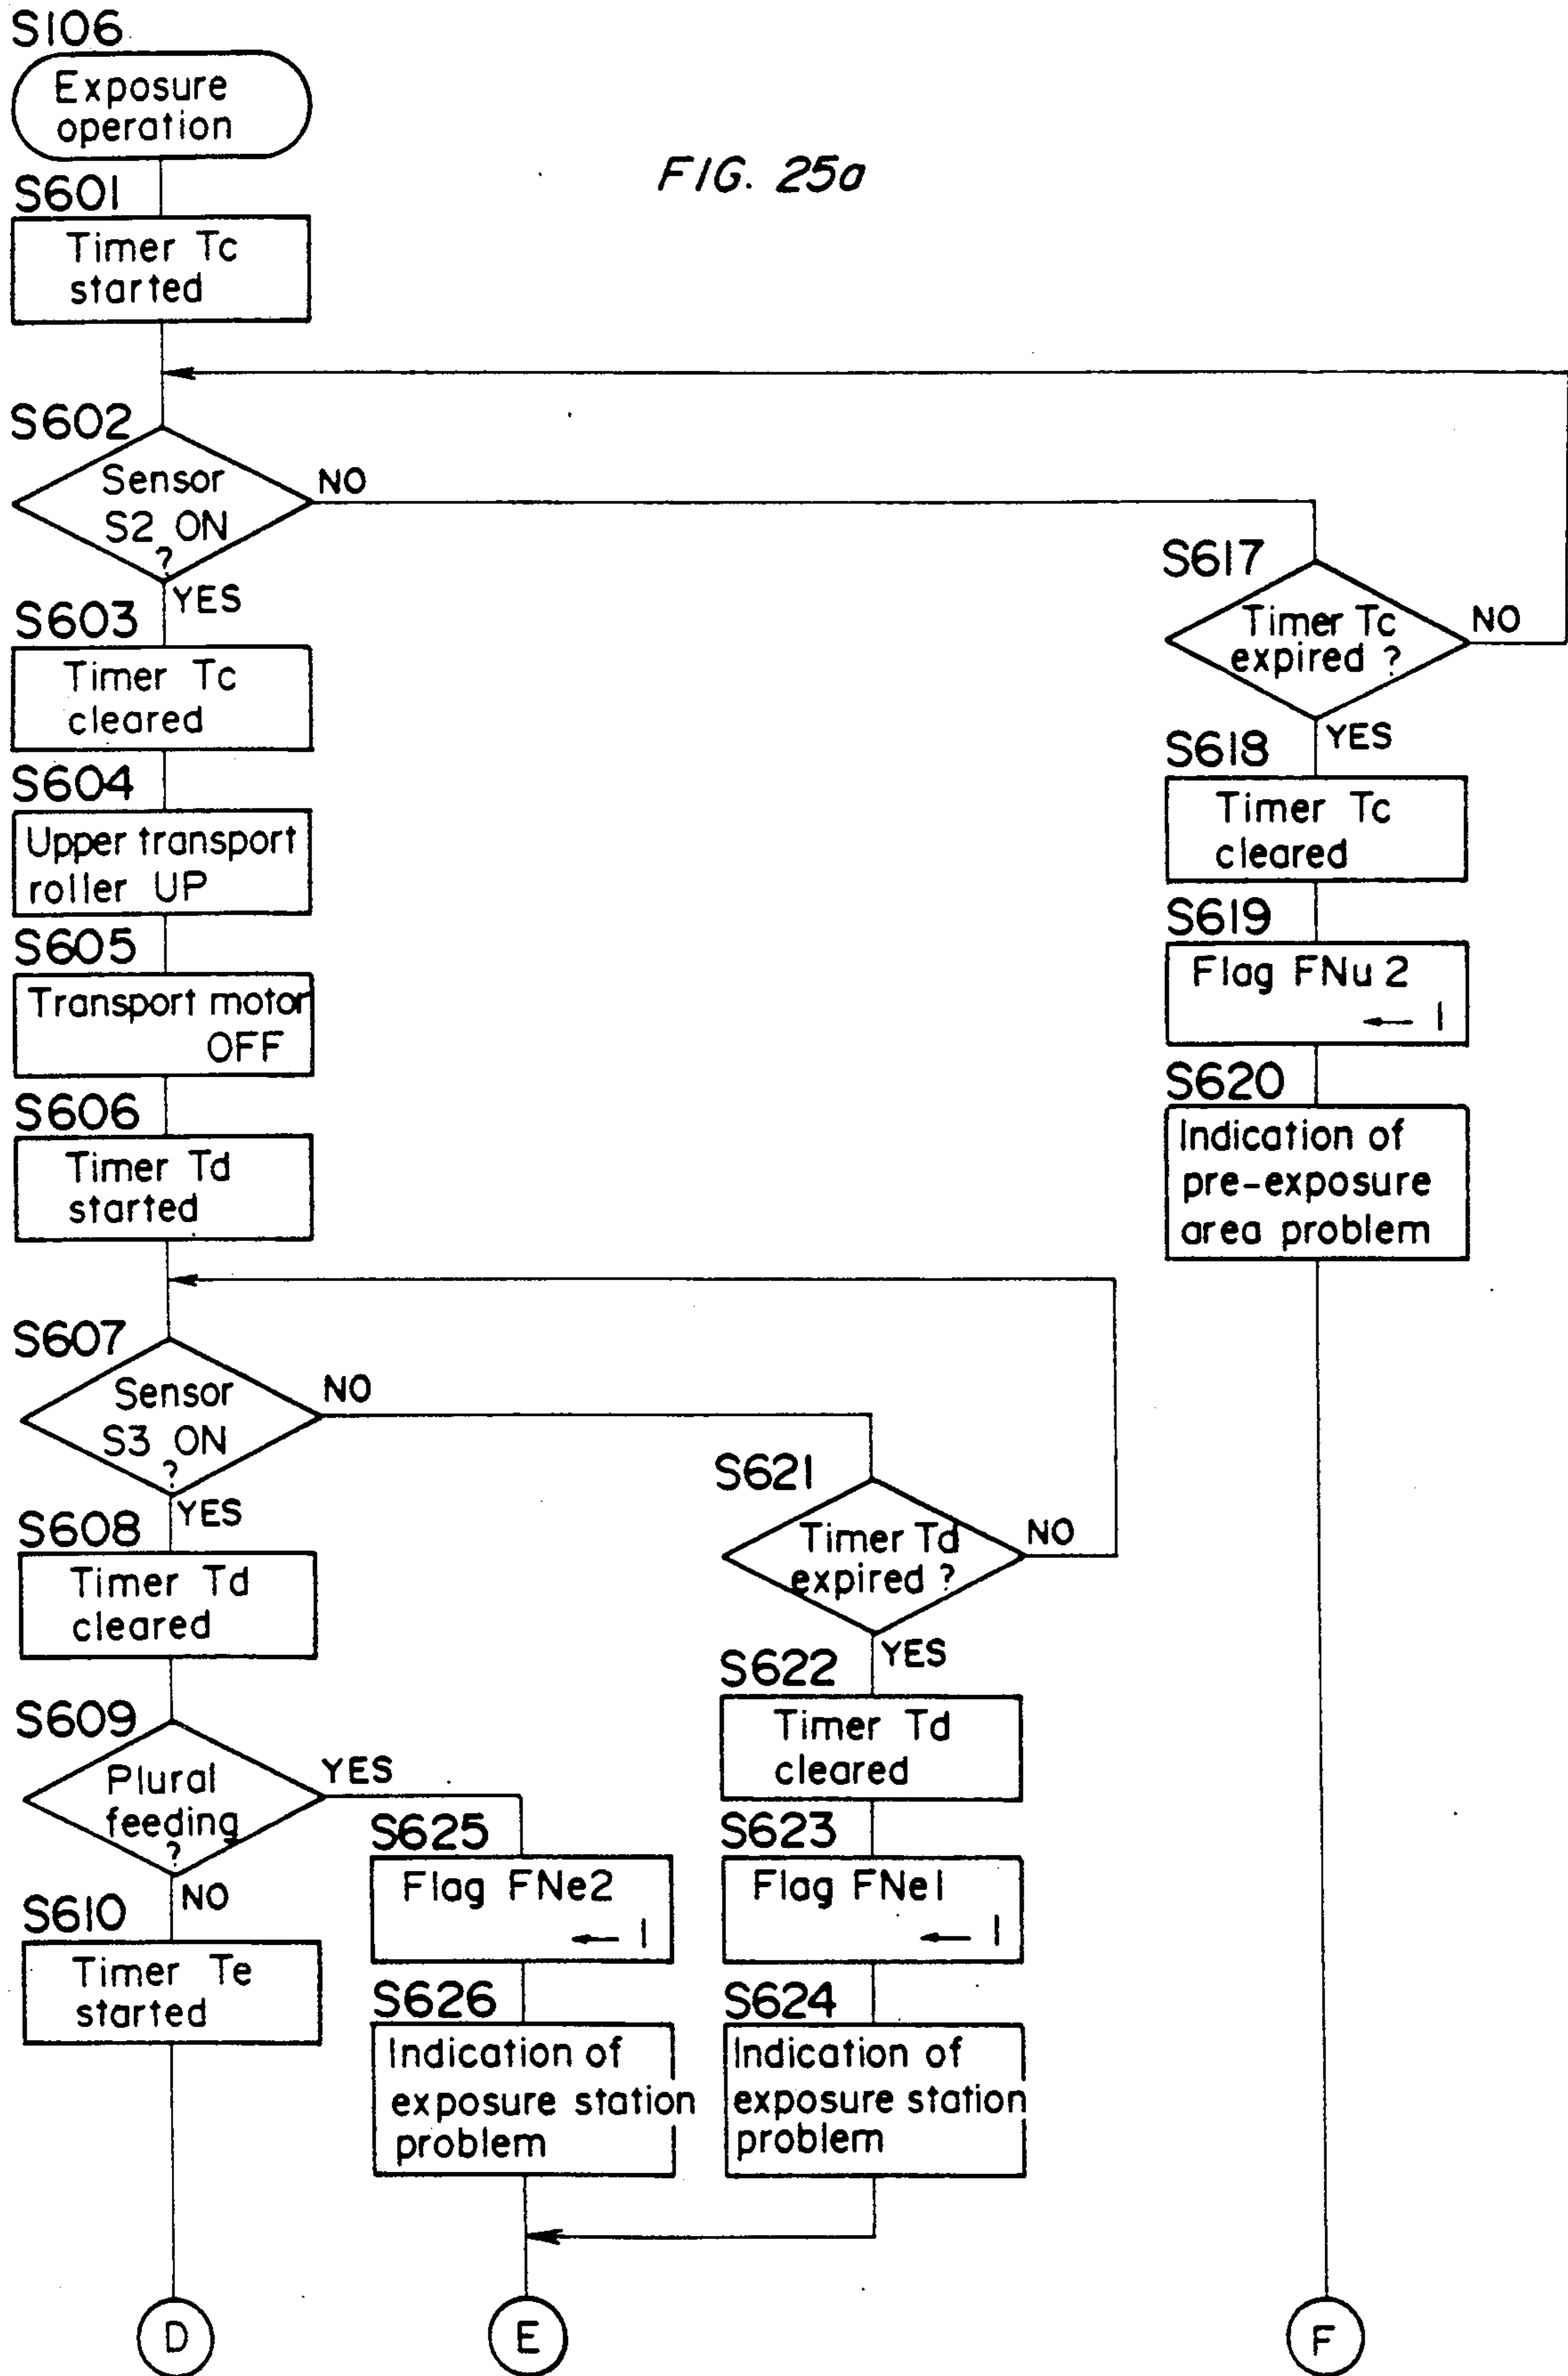 S106
Exposure
operation
FIG. 25a
S601
Timer Tc
started
S602
Sensor
S2 ON
?
NO
YES
S617
Timer Tc
expired ?
NO
YES
S603
Timer Tc
cleared
S618
Timer Tc
cleared
S604
Upper transport
roller UP
S619
Flag FNu2
← 1
S605
Transport motor
OFF
S620
Indication of
pre-exposure
area problem
S606
Timer Td
started
S607
Sensor
S3 ON
?
NO
YES
S621
Timer Td
expired ?
NO
YES
S608
Timer Td
cleared
S622
Timer Td
cleared
S609
Plural
feeding
?
YES
NO
S625
Flag FNe2
← 1
S623
Flag FNe1
← 1
S610
Timer Te
started
S626
Indication of
exposure station
problem
S624
Indication of
exposure station
problem
D
E
F